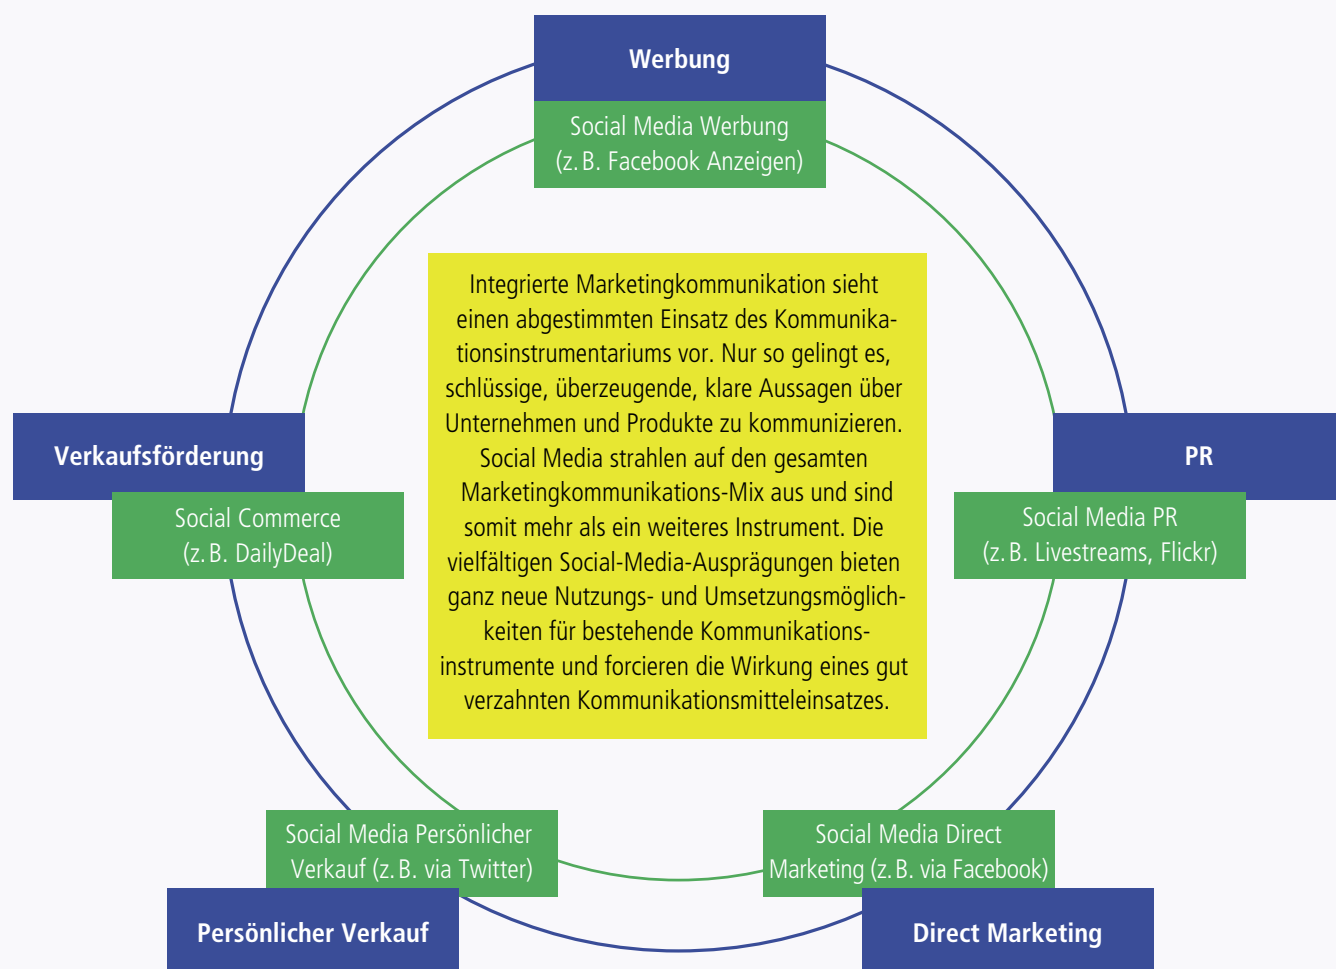 Werbung
Social Media Werbung
(z. B. Facebook Anzeigen)
Integrierte Marketingkommunikation sieht
einen abgestimmten Einsatz des Kommunika-
tionsinstrumentariums vor. Nur so gelingt es,
schlüssige, überzeugende, klare Aussagen über
Unternehmen und Produkte zu kommunizieren.
Social Media strahlen auf den gesamten
Marketingkommunikations-Mix aus und sind
somit mehr als ein weiteres Instrument. Die
vielfältigen Social-Media-Ausprägungen bieten
ganz neue Nutzungs- und Umsetzungsmöglich-
keiten für bestehende Kommunikations-
instrumente und forcieren die Wirkung eines gut
verzahnten Kommunikationsmitteleinsatzes.
Verkaufsförderung
Social Commerce
(z. B. DailyDeal)
PR
Social Media PR
(z. B. Livestreams, Flickr)
Social Media Persönlicher
Verkauf (z. B. via Twitter)
Persönlicher Verkauf
Social Media Direct
Marketing (z. B. via Facebook)
Direct Marketing